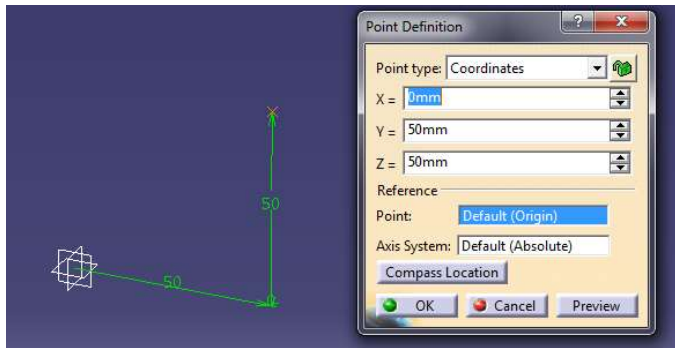 Point Definition
Point type: Coordinates
X = 0mm
Y = 50mm
Z = 50mm
Reference
Point: Default (Origin)
Axis System: Default (Absolute)
Compass Location
OK Cancel Preview
50
50
0